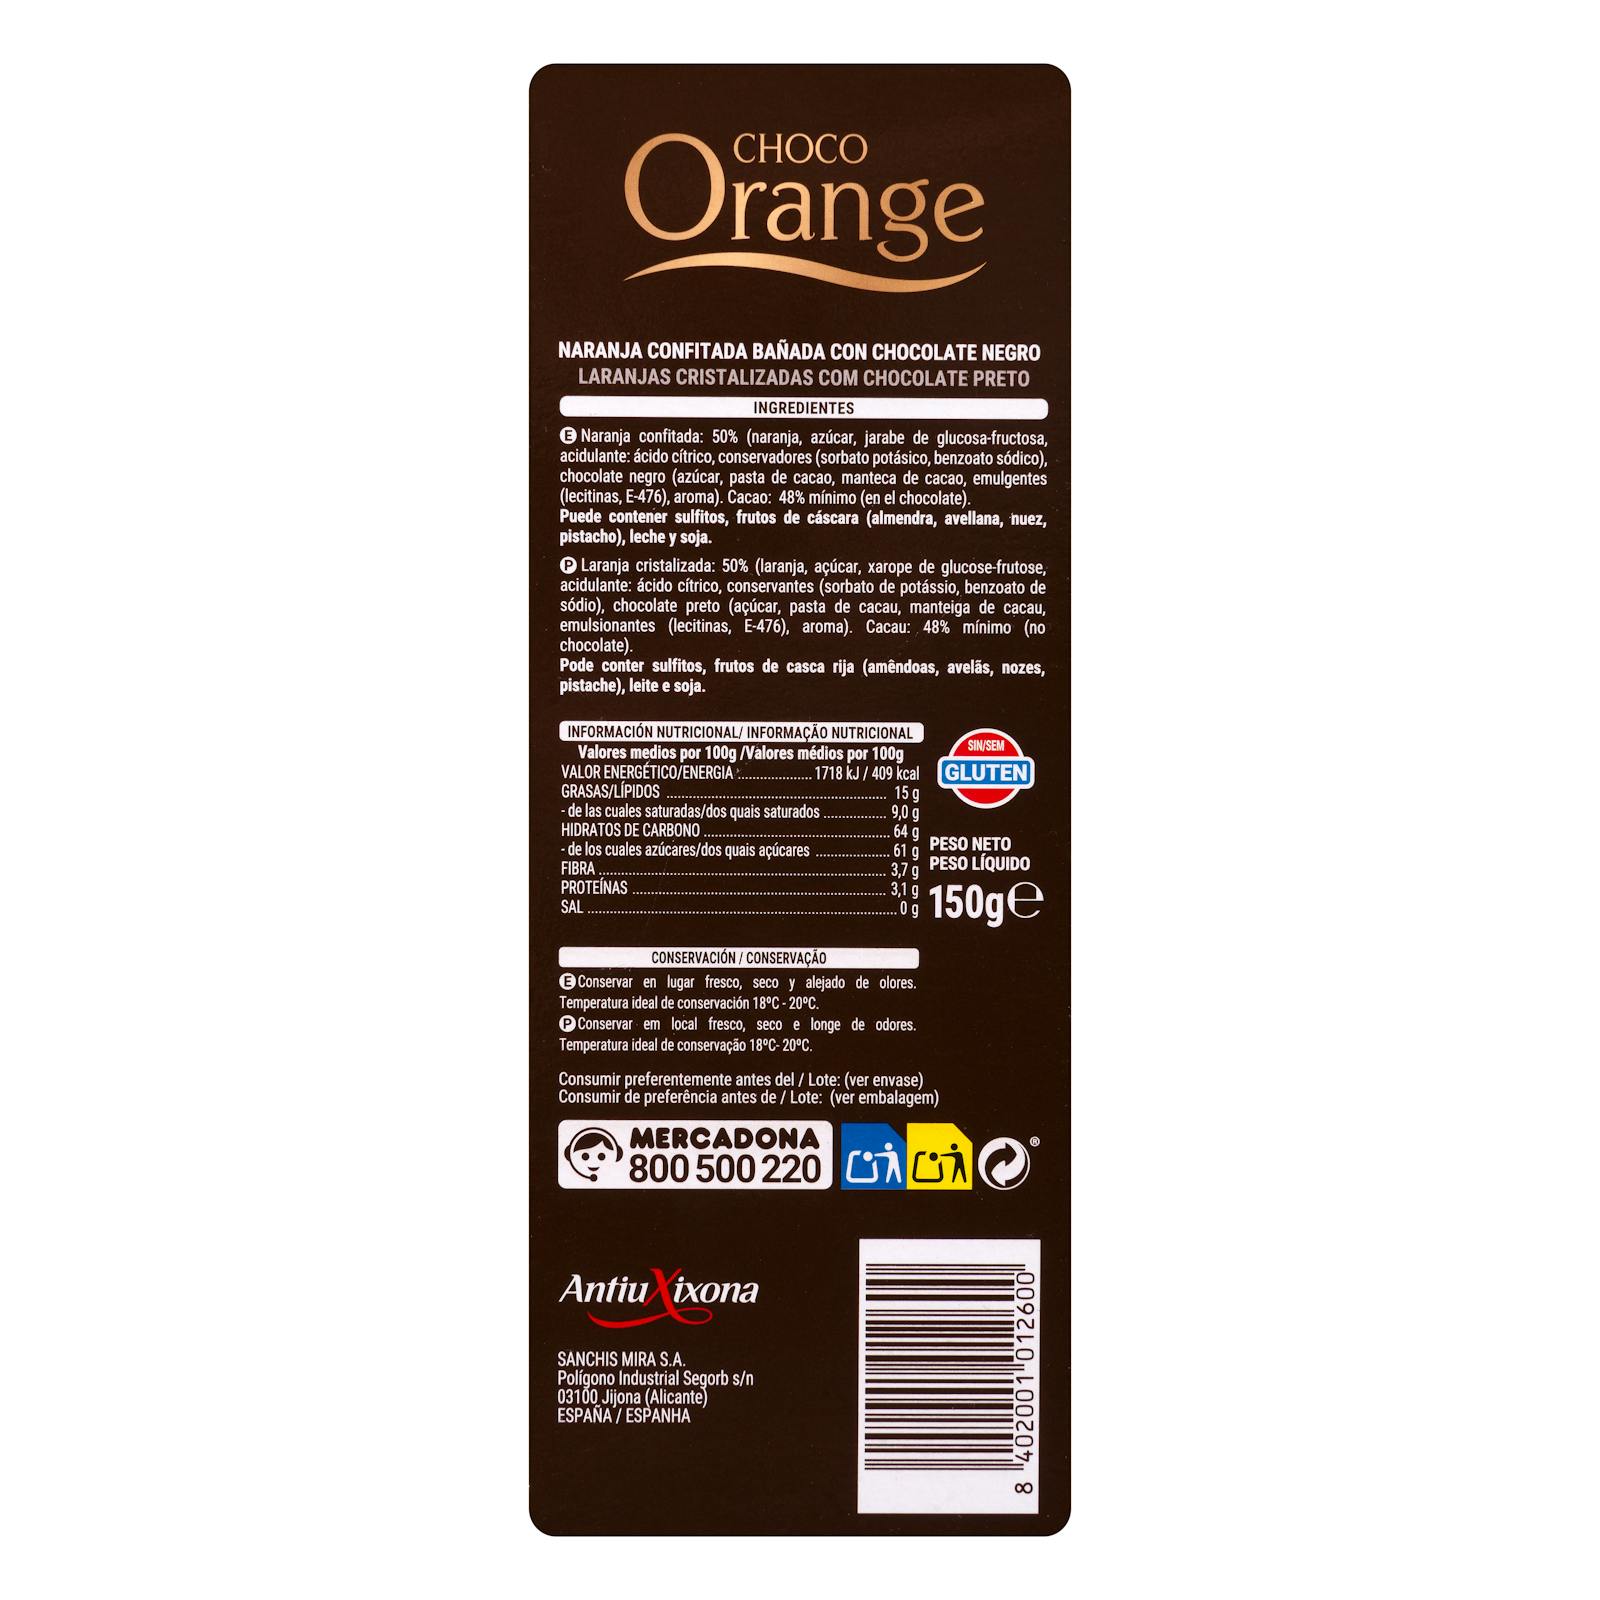 CHOCO
Orange
NARANJA CONFITADA BAÑADA CON CHOCOLATE NEGRO
LARANJAS CRISTALIZADAS COM CHOCOLATE PRETO
INGREDIENTES
E Naranja confitada: 50% (naranja, azúcar, jarabe de glucosa-fructosa,
acidulante: ácido cítrico, conservadores (sorbato potásico, benzoato sódico),
chocolate negro (azúcar, pasta de cacao, manteca de cacao, emulgentes
(lecitinas, E-476), aroma). Cacao: 48% mínimo (en el chocolate).
Puede contener sulfitos, frutos de cáscara (almendra, avellana, nuez,
pistacho), leche y soja.
P Laranja cristalizada: 50% (laranja, açúcar, xarope de glucose-frutose,
acidulante: ácido cítrico, conservantes (sorbato de potássio, benzoato de
sódio), chocolate preto (açúcar, pasta de cacau, manteiga de cacau,
emulsionantes (lecitinas, E-476), aroma). Cacau: 48% mínimo (no
chocolate).
Pode conter sulfitos, frutos de casca rija (amêndoas, avelãs, nozes,
pistache), leite e soja.
INFORMACIÓN NUTRICIONAL/ INFORMAÇÃO NUTRICIONAL
Valores medios por 100g /Valores médios por 100g
VALOR ENERGÉTICO/ENERGIA ................ 1718 kJ / 409 kcal
GRASAS/LÍPIDOS ................ 15 g
- de las cuales saturadas/dos quais saturados ................ 9,0 g
HIDRATOS DE CARBONO ................ 64 g
- de los cuales azúcares/dos quais açúcares ................ 61 g
FIBRA ................ 3,7 g
PROTEÍNAS ................ 3,1 g
SAL ................ 0 g
SIN/SEM
GLUTEN
PESO NETO
PESO LÍQUIDO
150g e
CONSERVACIÓN / CONSERVAÇÃO
E Conservar en lugar fresco, seco y alejado de olores.
Temperatura ideal de conservación 18ºC - 20ºC.
P Conservar em local fresco, seco e longe de odores.
Temperatura ideal de conservação 18ºC- 20ºC.
Consumir preferentemente antes del / Lote: (ver envase)
Consumir de preferência antes de / Lote: (ver embalagem)
MERCADONA
800 500 220
®
AntiuXixona
SANCHIS MIRA S.A.
Polígono Industrial Segorb s/n
03100 Jijona (Alicante)
ESPAÑA / ESPANHA
8 402001 012600